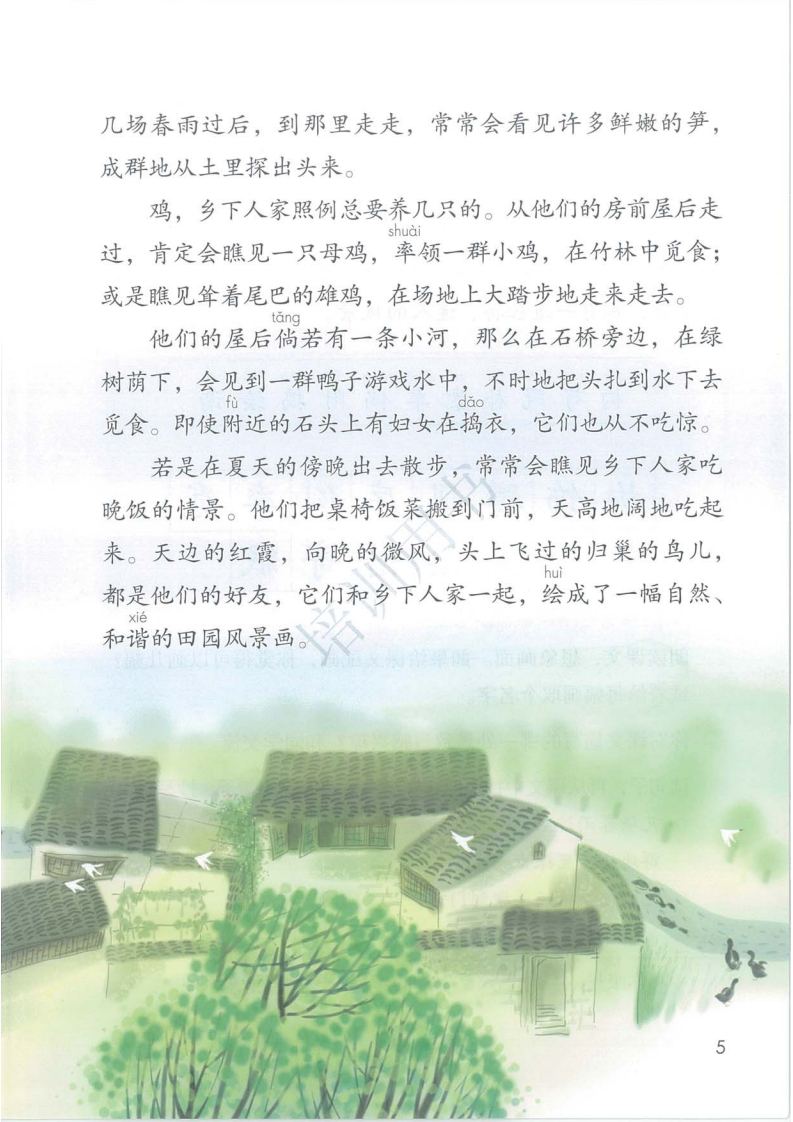 几场春雨过后，到那里走走，常常会看见许多鲜嫩的笋，
成群地从土里探出头来。
鸡，乡下人家照例总要养几只的。从他们的房前屋后走
shuài
过，肯定会瞧见一只母鸡，率领一群小鸡，在竹林中觅食；
或是瞧见耸着尾巴的雄鸡，在场地上大踏步地走来走去。
tǎng
他们的屋后倘若有一条小河，那么在石桥旁边，在绿
树荫下，会见到一群鸭子游戏水中，不时地把头扎到水下去
fù dǎo
觅食。即使附近的石头上有妇女在捣衣，它们也从不吃惊。
若是在夏天的傍晚出去散步，常常会瞧见乡下人家吃
晚饭的情景。他们把桌椅饭菜搬到门前，天高地阔地吃起
来。天边的红霞，向晚的微风，头上飞过的归巢的鸟儿，
huì
都是他们的好友，它们和乡下人家一起，绘成了一幅自然、
xié
和谐的田园风景画。
培训用书
5